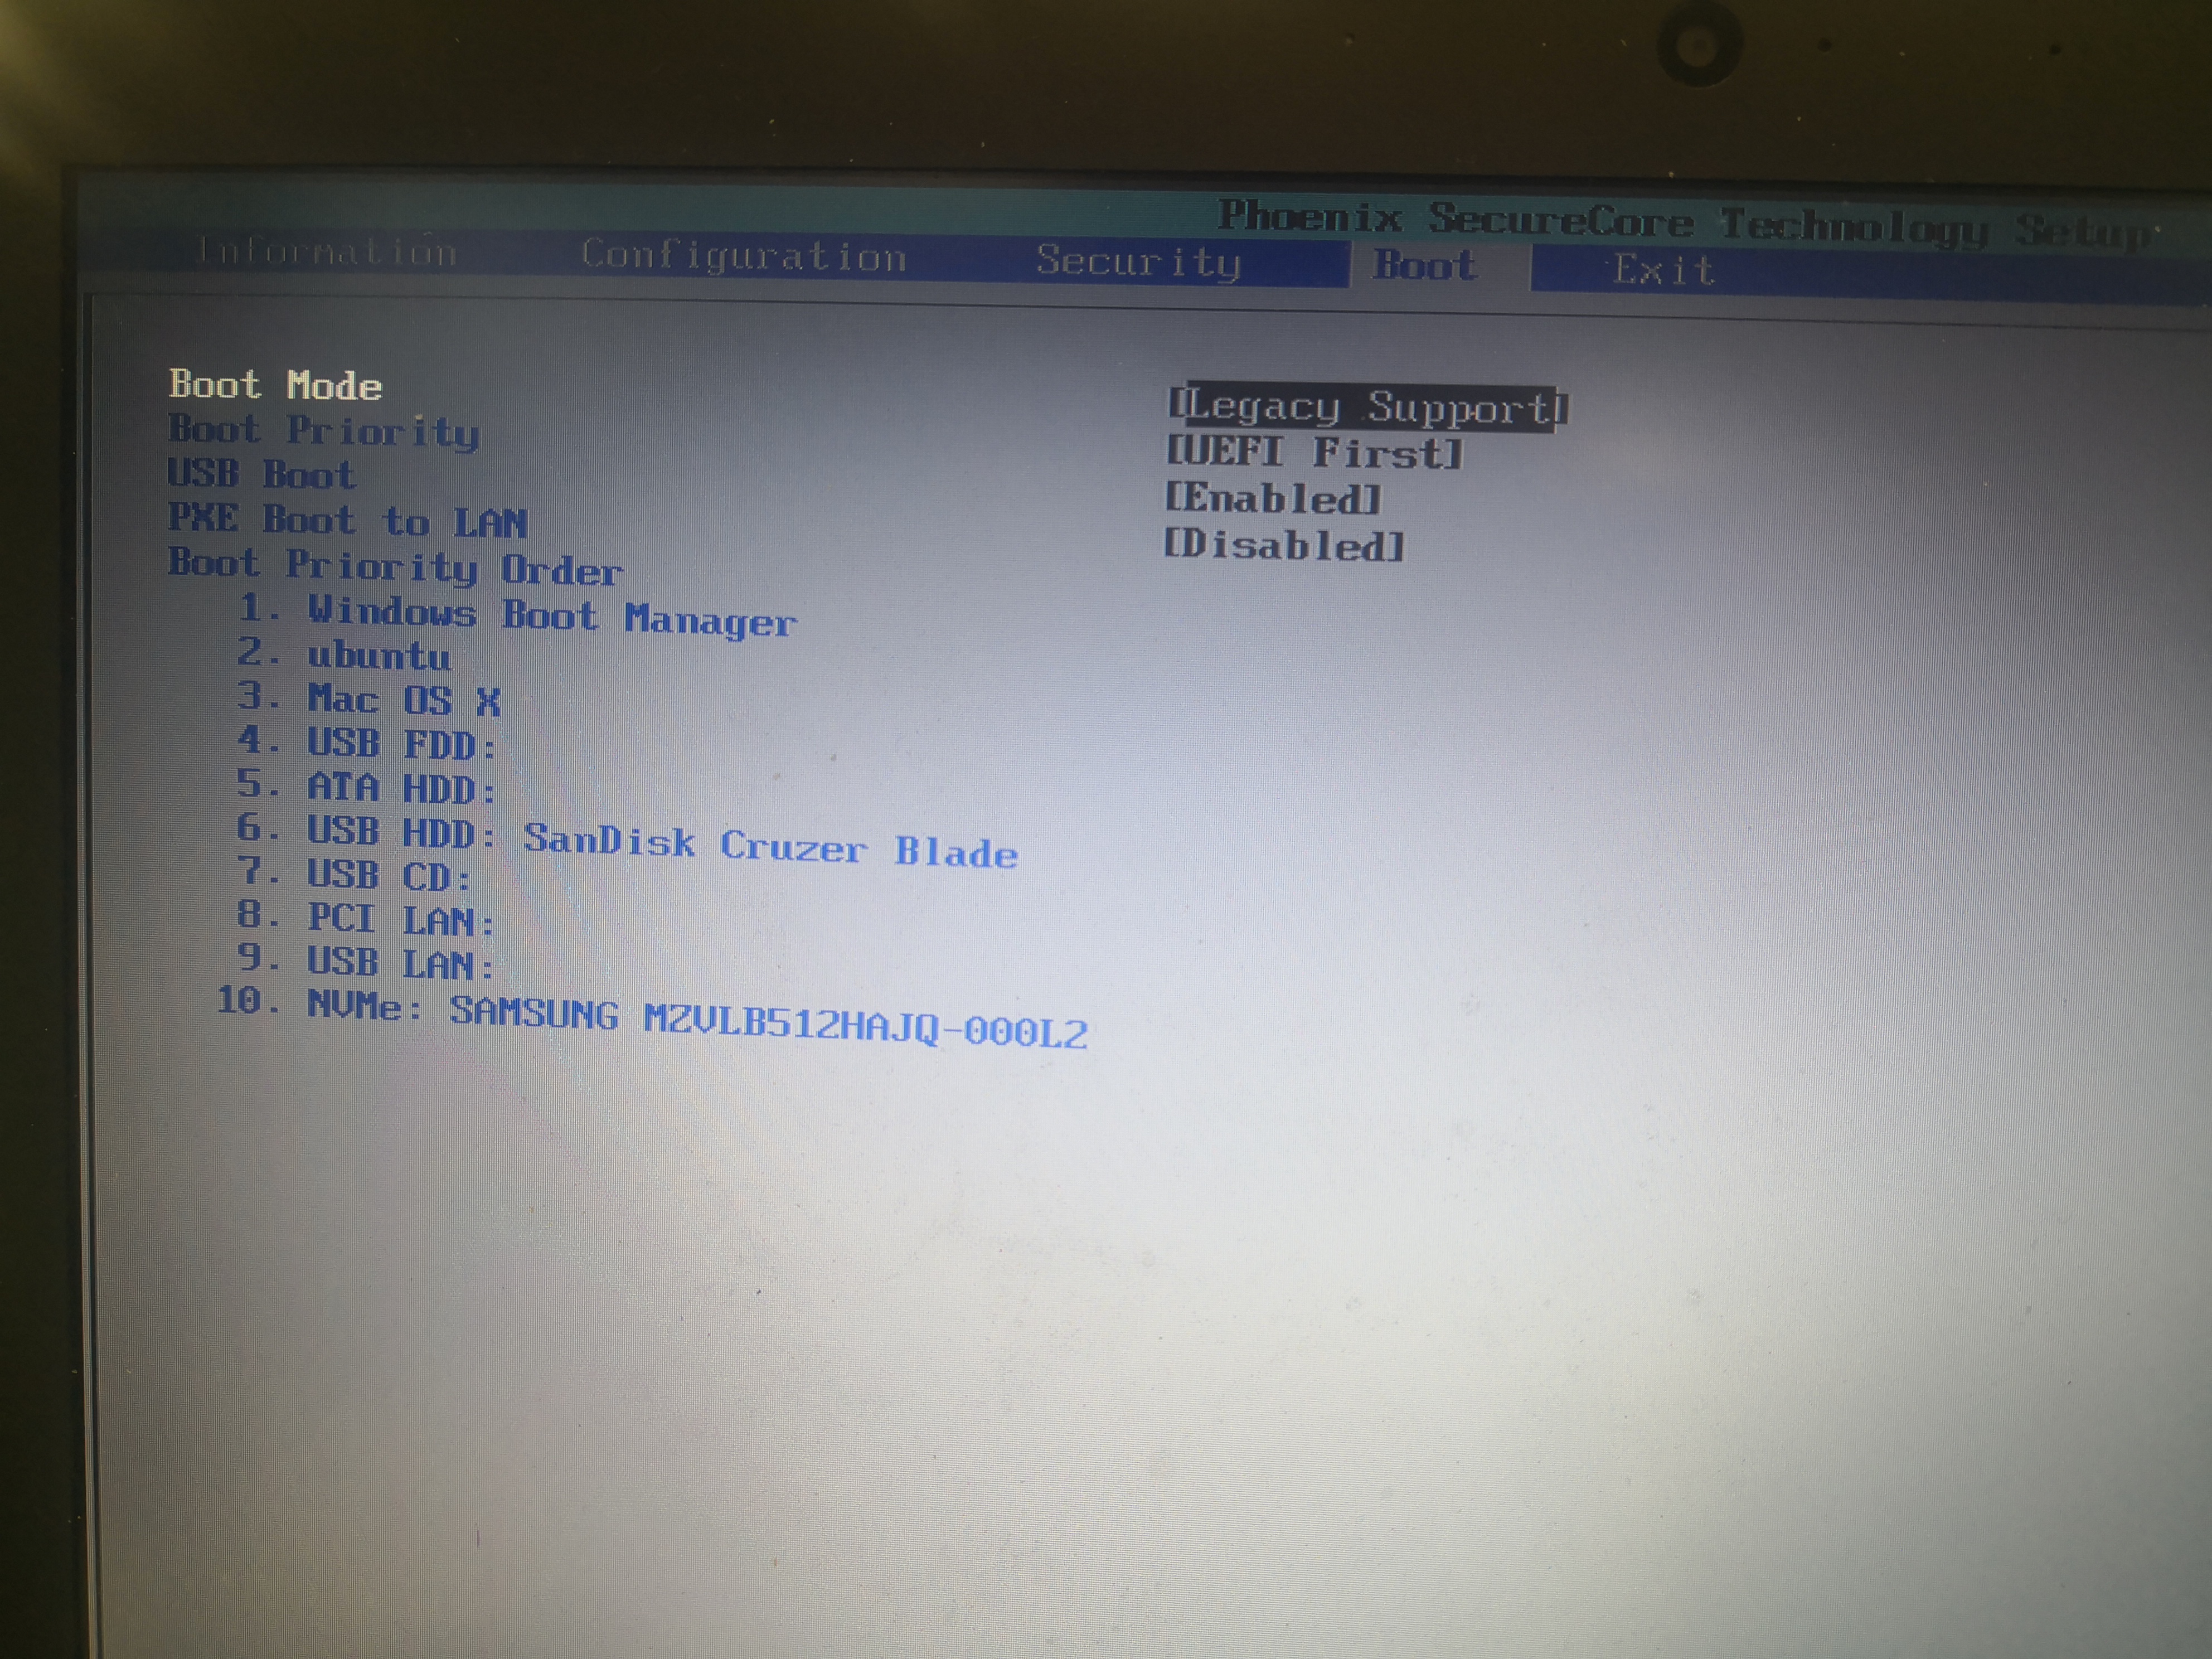 Phoenix SecureCore Technology Setup
Information Configuration Security Boot Exit
Boot Mode [Legacy Support]
Boot Priority [UEFI First]
USB Boot [Enabled]
PXE Boot to LAN [Disabled]
Boot Priority Order
1. Windows Boot Manager
2. ubuntu
3. Mac OS X
4. USB FDD:
5. ATA HDD:
6. USB HDD: SanDisk Cruzer Blade
7. USB CD:
8. PCI LAN:
9. USB LAN:
10. NVMe: SAMSUNG MZVLB512HAJQ-000L2